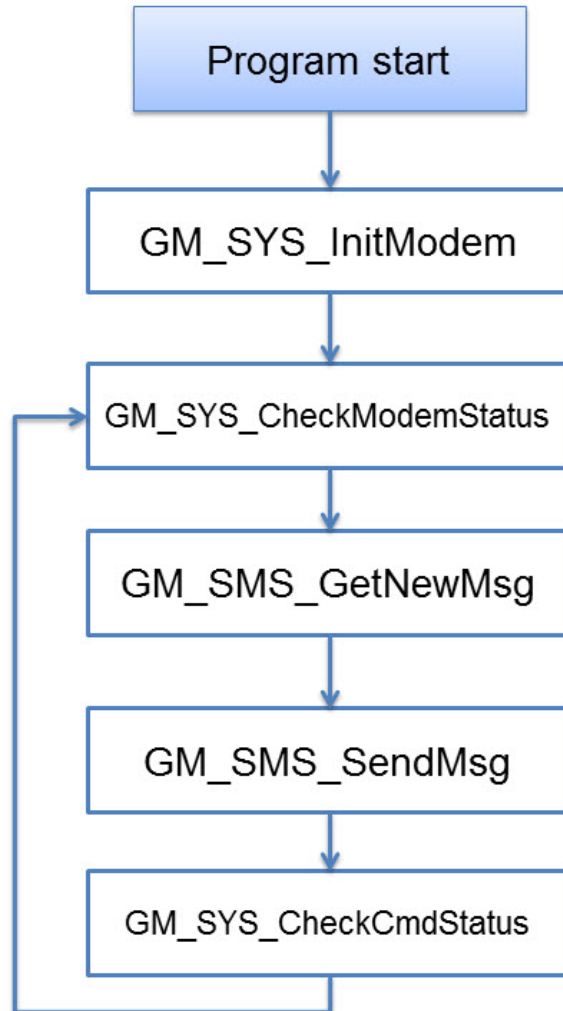 Program start
GM_SYS_InitModem
GM_SYS_CheckModemStatus
GM_SMS_GetNewMsg
GM_SMS_SendMsg
GM_SYS_CheckCmdStatus